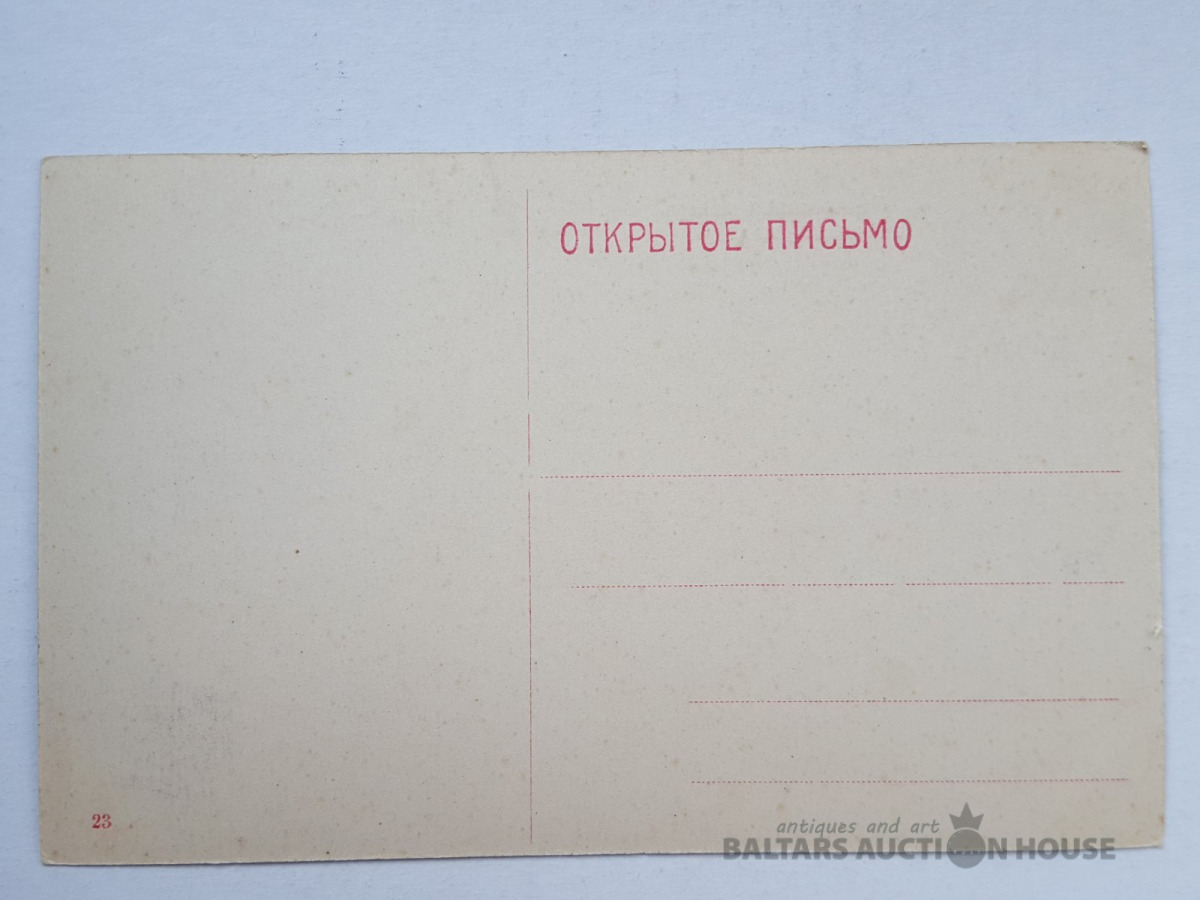 ОТКРЫТОЕ ПИСЬМО
23
antiques and art
BALTARS AUCTION HOUSE